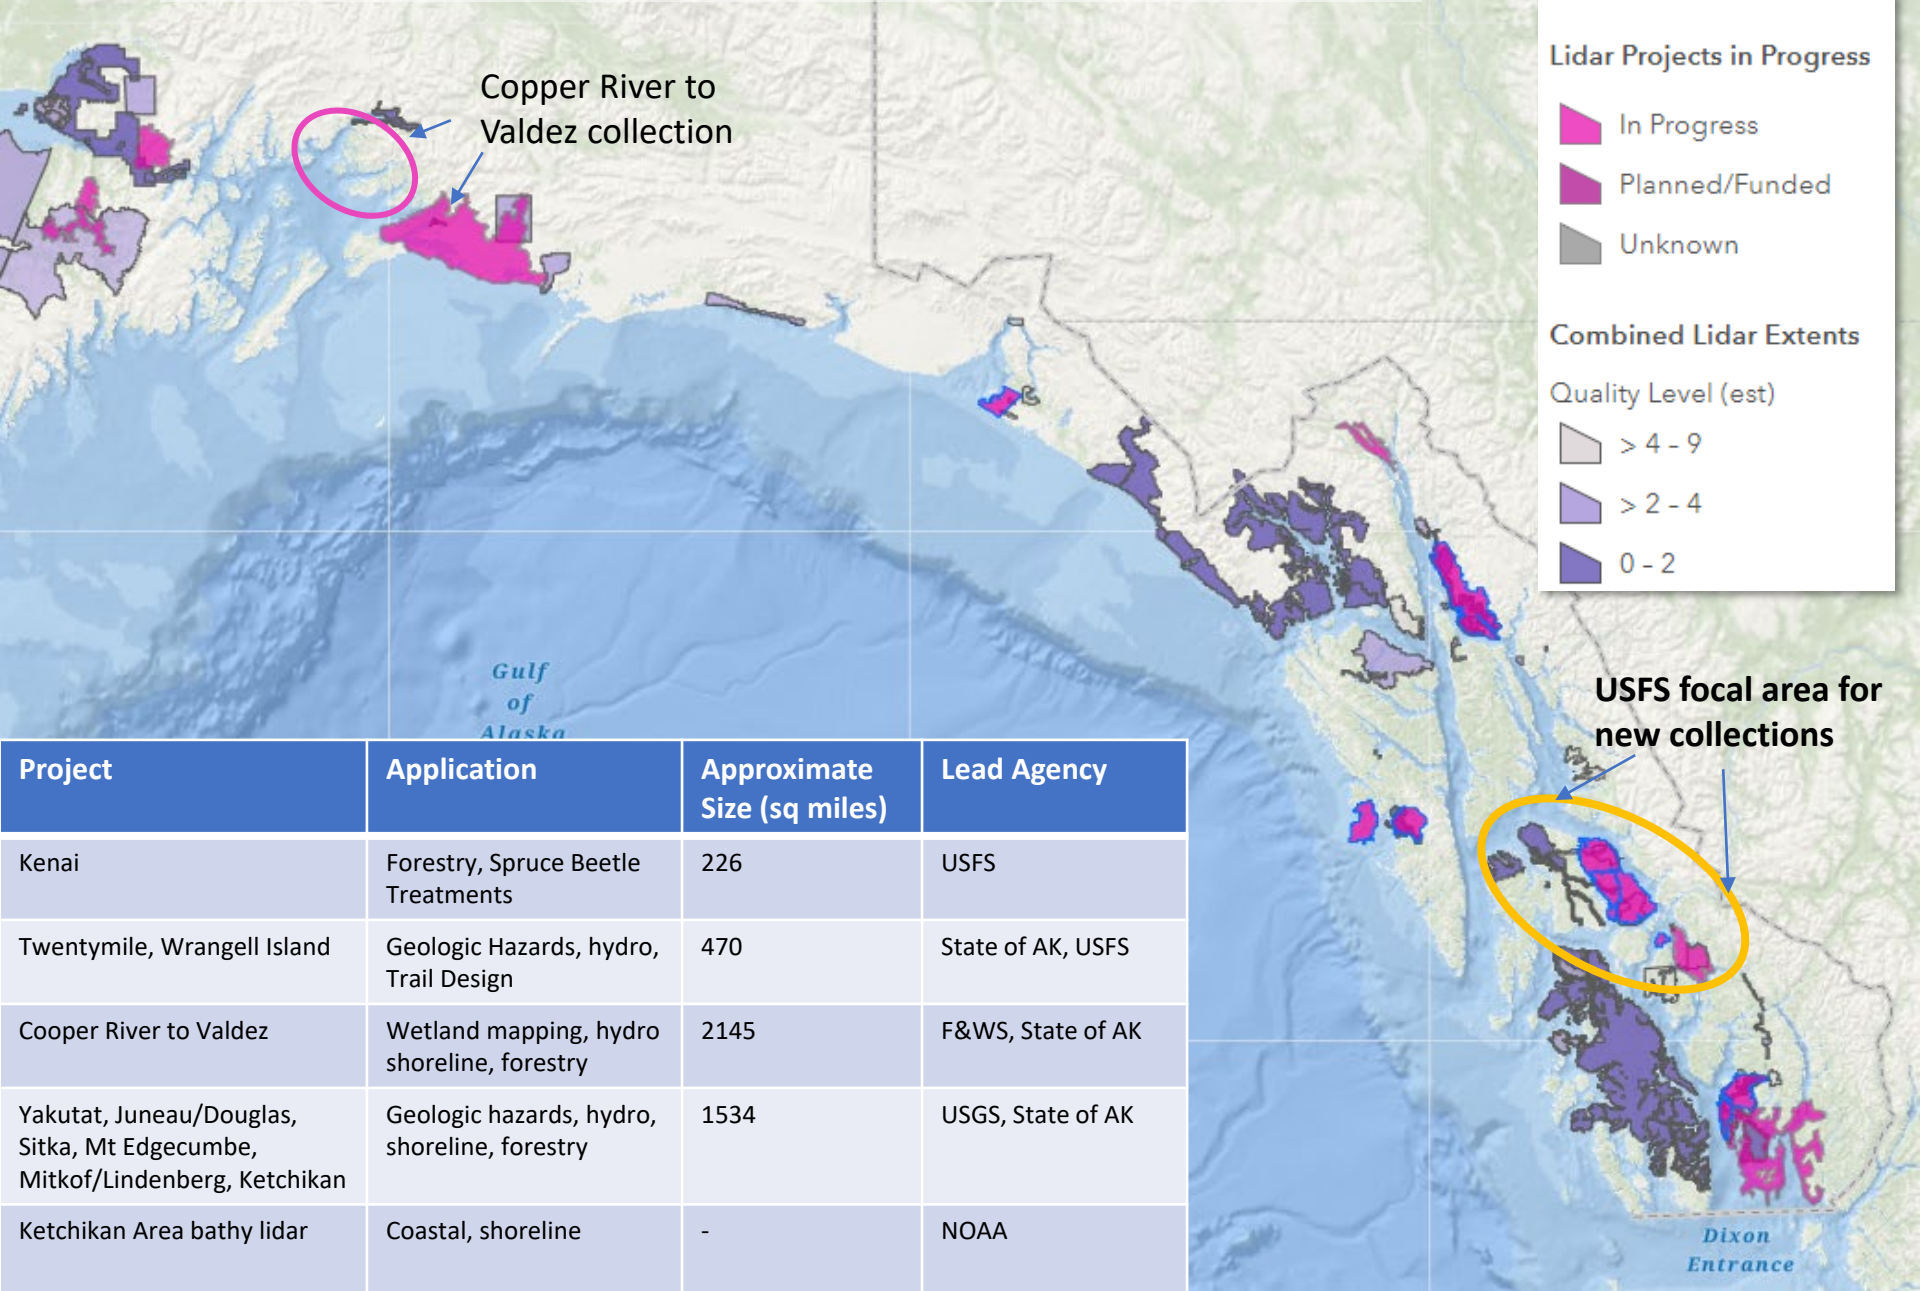 Copper River to
Valdez collection
Lidar Projects in Progress
In Progress
Planned/Funded
Unknown
Combined Lidar Extents
Quality Level (est)
> 4 - 9
> 2 - 4
0 - 2
Gulf
of
Alaska
USFS focal area for
new collections
Project
Application
Approximate
Size (sq miles)
Lead Agency
Kenai
Forestry, Spruce Beetle
Treatments
226
USFS
Twentymile, Wrangell Island
Geologic Hazards, hydro,
Trail Design
470
State of AK, USFS
Cooper River to Valdez
Wetland mapping, hydro
shoreline, forestry
2145
F&WS, State of AK
Yakutat, Juneau/Douglas,
Sitka, Mt Edgecumbe,
Mitkof/Lindenberg, Ketchikan
Geologic hazards, hydro,
shoreline, forestry
1534
USGS, State of AK
Ketchikan Area bathy lidar
Coastal, shoreline
-
NOAA
Dixon
Entrance